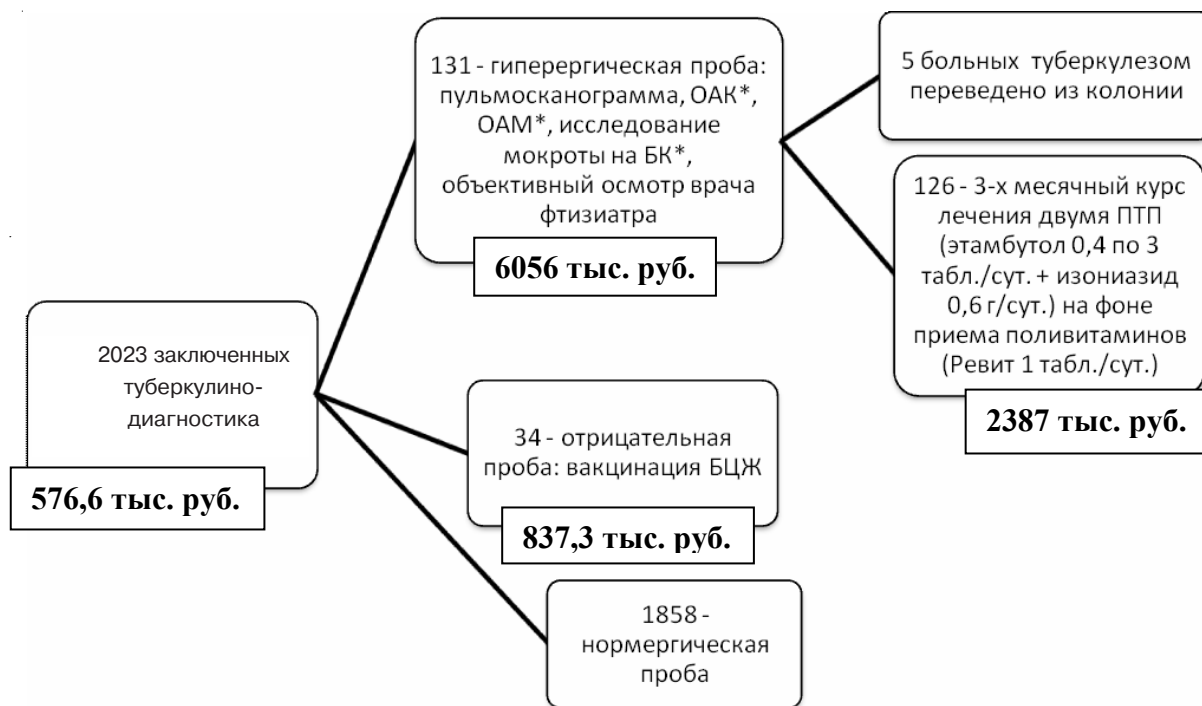 131 - гиперергическая проба:
пульмосканограмма, ОАК*,
ОАМ*, исследование
мокроты на БК*,
объективный осмотр врача
фтизиатра
6056 тыс. руб.
5 больных туберкулезом
переведено из колонии
126 - 3-х месячный курс
лечения двумя ПТП
(этамбутол 0,4 по 3
табл./сут. + изониазид
0,6 г/сут.) на фоне
приема поливитаминов
(Ревит 1 табл./сут.)
2387 тыс. руб.
2023 заключенных
туберкулино-
диагностика
576,6 тыс. руб.
34 - отрицательная
проба: вакцинация БЦЖ
837,3 тыс. руб.
1858 -
нормергическая
проба